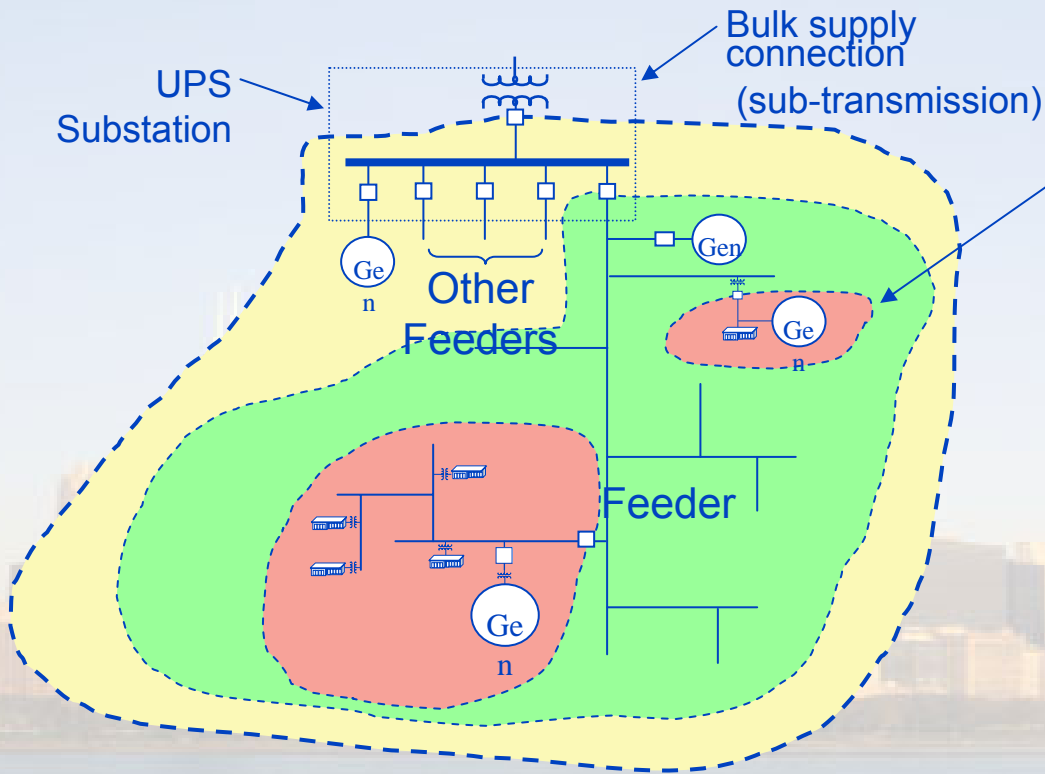 Bulk supply
connection
(sub-transmission)
UPS
Substation
Gen
Ge
n
Other
Feeders
Ge
n
Feeder
Ge
n